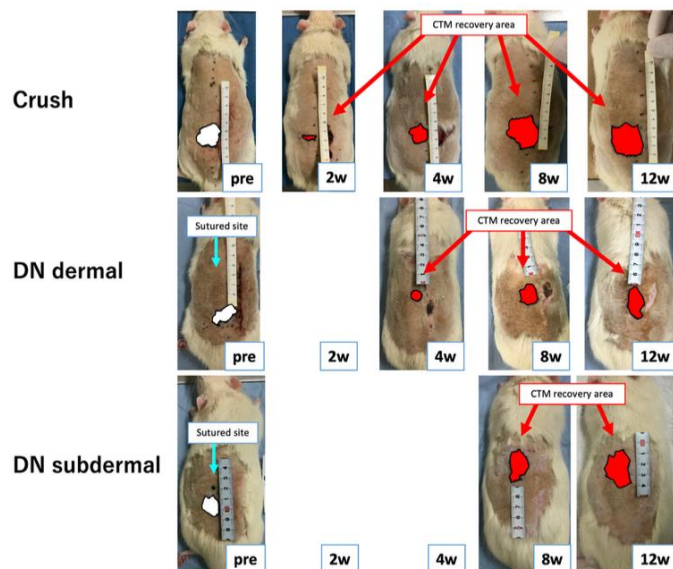 CTM recovery area
Crush
pre
2w
4w
8w
12w
Sutured site
CTM recovery area
DN dermal
pre
2w
4w
8w
12w
Sutured site
CTM recovery area
DN subdermal
pre
2w
4w
8w
12w